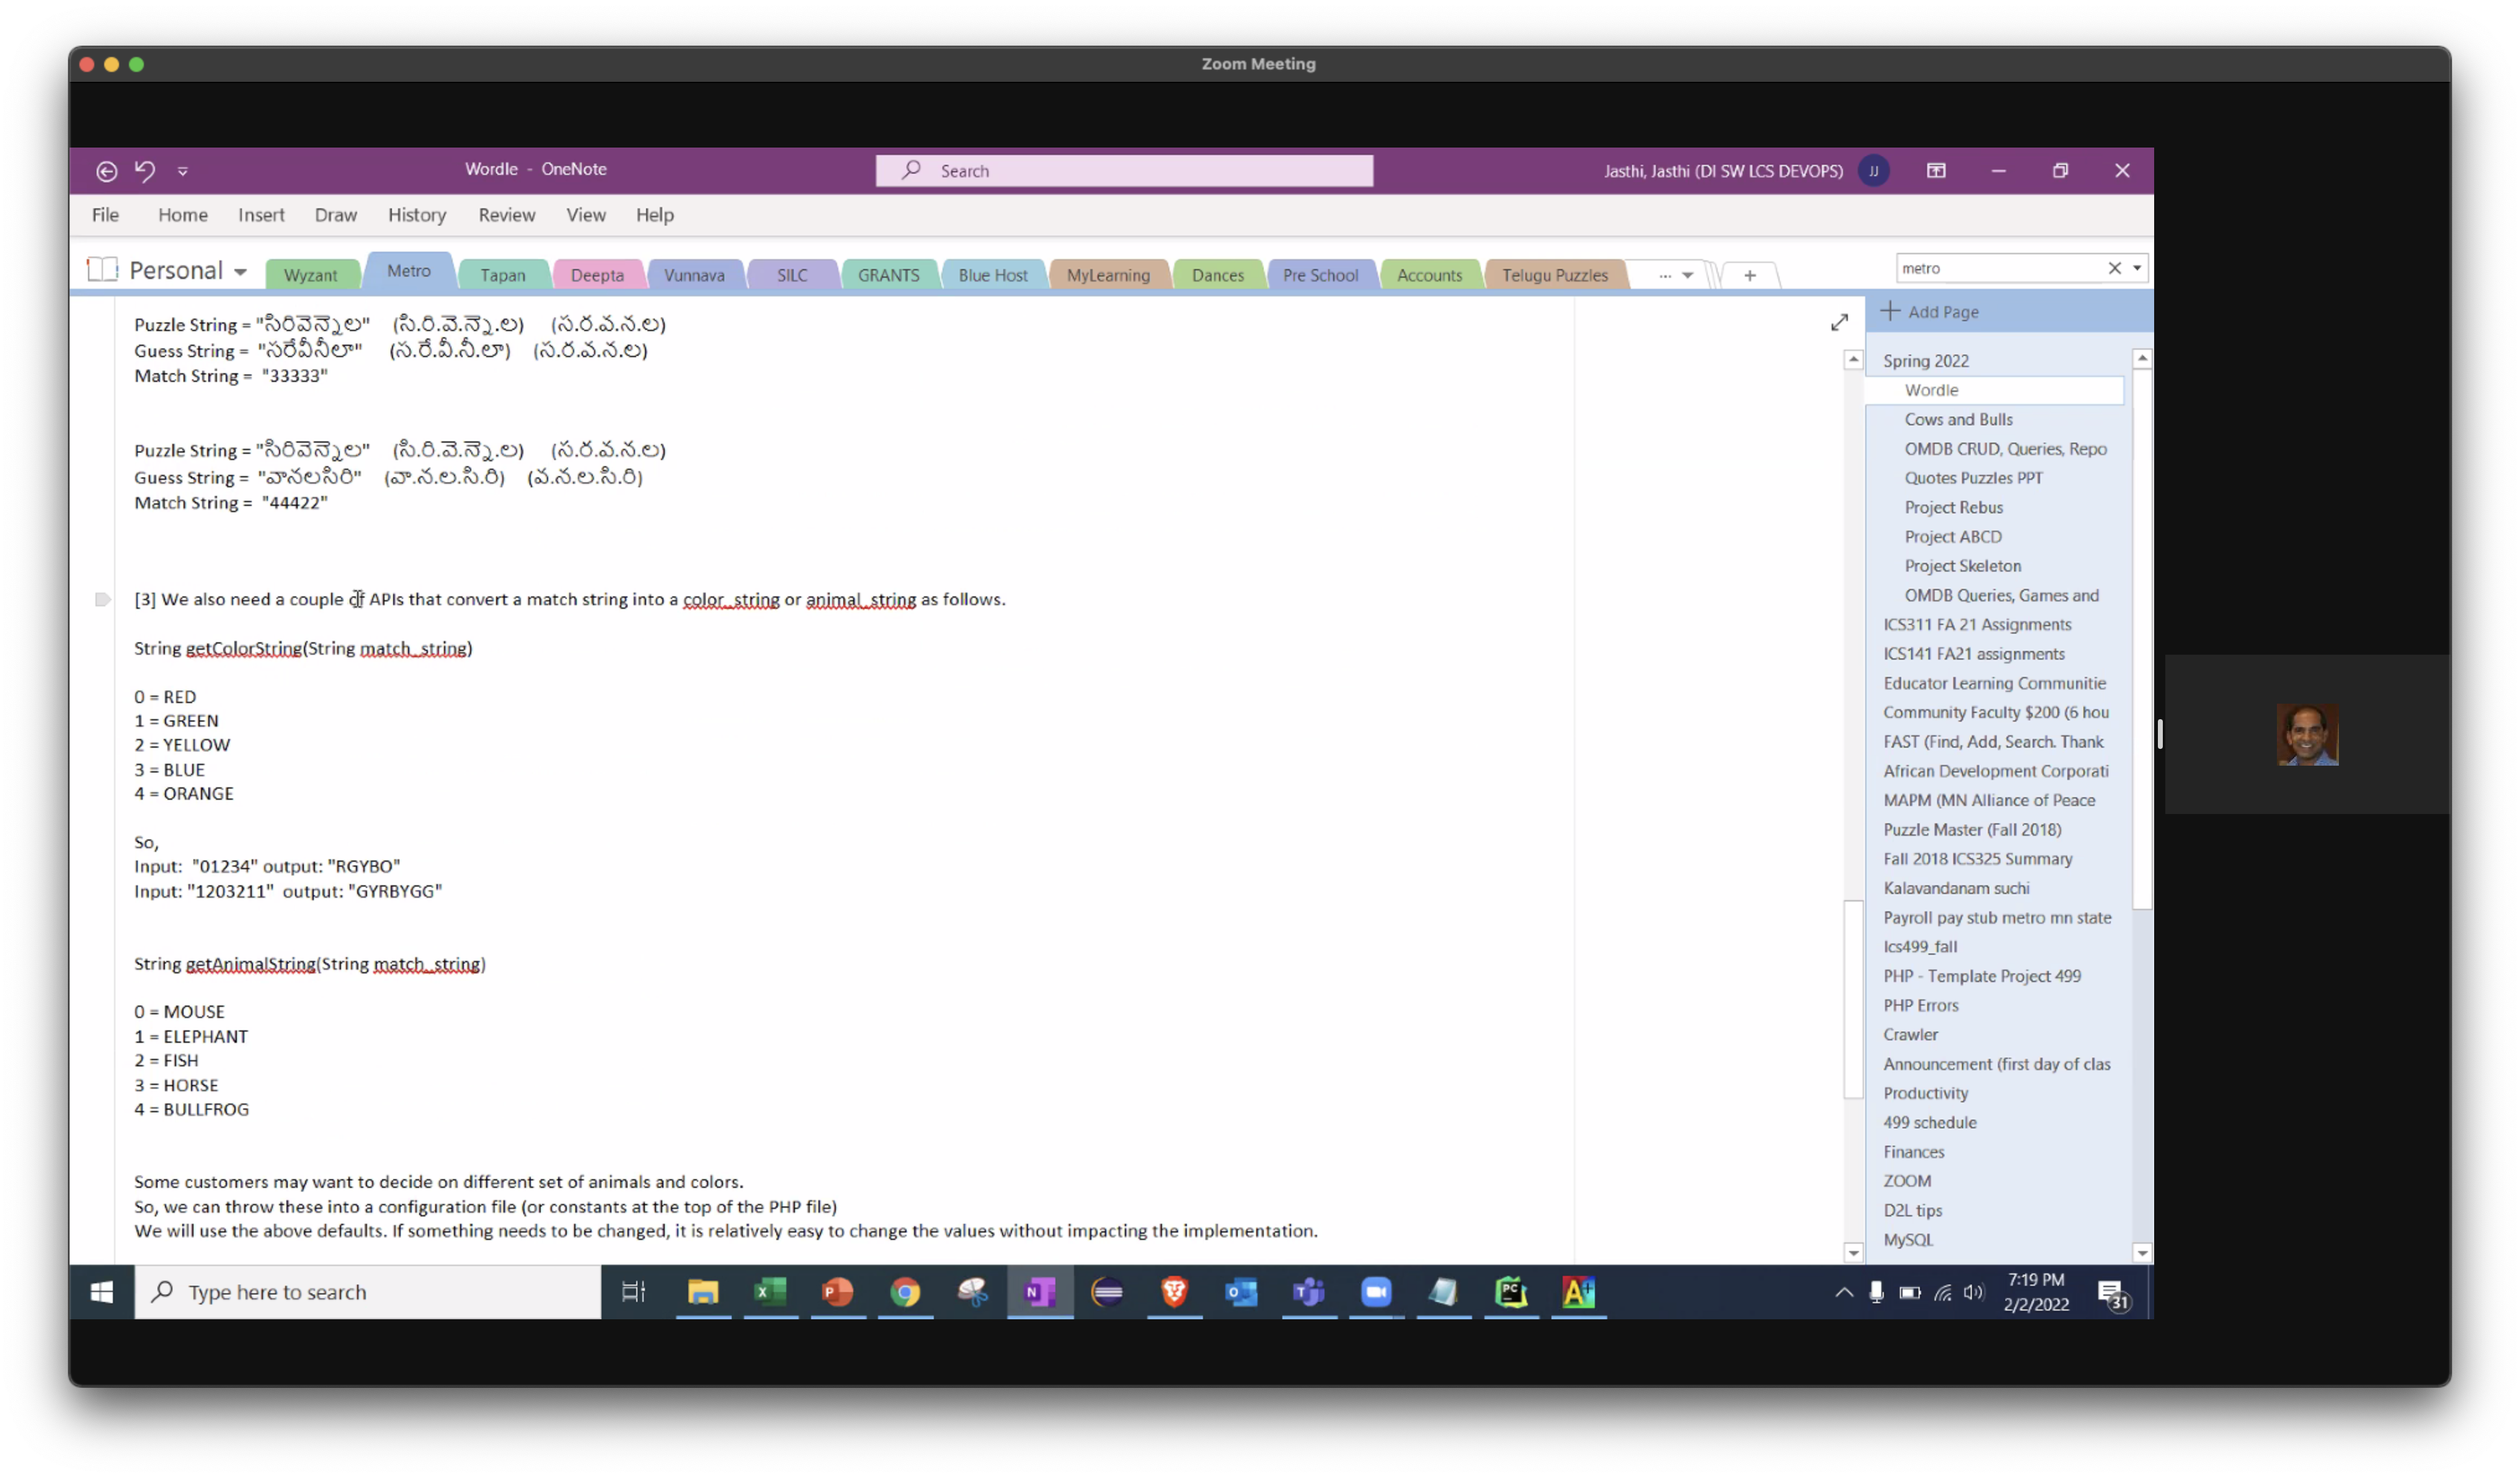 Zoom Meeting
Wordle - OneNote
Search
Jasthi, Jasthi (DI SW LCS DEVOPS)
JJ
File Home Insert Draw History Review View Help
Personal
Wyzant Metro Tapan Deepta Vunnava SILC GRANTS Blue Host MyLearning Dances Pre School Accounts Telugu Puzzles ... +
metro
Puzzle String = "సిరివెన్నెల" (సి.రి.వె.న్నె.ల) (స.ర.వ.న.ల)
Guess String = "సరేవీనీలా" (స.రే.వీ.నీ.లా) (స.ర.వ.న.ల)
Match String = "33333"
Puzzle String = "సిరివెన్నెల" (సి.రి.వె.న్నె.ల) (స.ర.వ.న.ల)
Guess String = "వానలసిరి" (వా.న.ల.సి.రి) (వ.న.ల.సి.రి)
Match String = "44422"
[3] We also need a couple of APIs that convert a match string into a color_string or animal_string as follows.
String getColorString(String match_string)
0 = RED
1 = GREEN
2 = YELLOW
3 = BLUE
4 = ORANGE
So,
Input: "01234" output: "RGYBO"
Input: "1203211" output: "GYRBYGG"
String getAnimalString(String match_string)
0 = MOUSE
1 = ELEPHANT
2 = FISH
3 = HORSE
4 = BULLFROG
Some customers may want to decide on different set of animals and colors.
So, we can throw these into a configuration file (or constants at the top of the PHP file)
We will use the above defaults. If something needs to be changed, it is relatively easy to change the values without impacting the implementation.
Add Page
Spring 2022
Wordle
Cows and Bulls
OMDB CRUD, Queries, Repo
Quotes Puzzles PPT
Project Rebus
Project ABCD
Project Skeleton
OMDB Queries, Games and
ICS311 FA 21 Assignments
ICS141 FA21 assignments
Educator Learning Communitie
Community Faculty $200 (6 hou
FAST (Find, Add, Search. Thank
African Development Corporati
MAPM (MN Alliance of Peace
Puzzle Master (Fall 2018)
Fall 2018 ICS325 Summary
Kalavandanam suchi
Payroll pay stub metro mn state
Ics499_fall
PHP - Template Project 499
PHP Errors
Crawler
Announcement (first day of clas
Productivity
499 schedule
Finances
ZOOM
D2L tips
MySQL
Type here to search
7:19 PM
2/2/2022
31